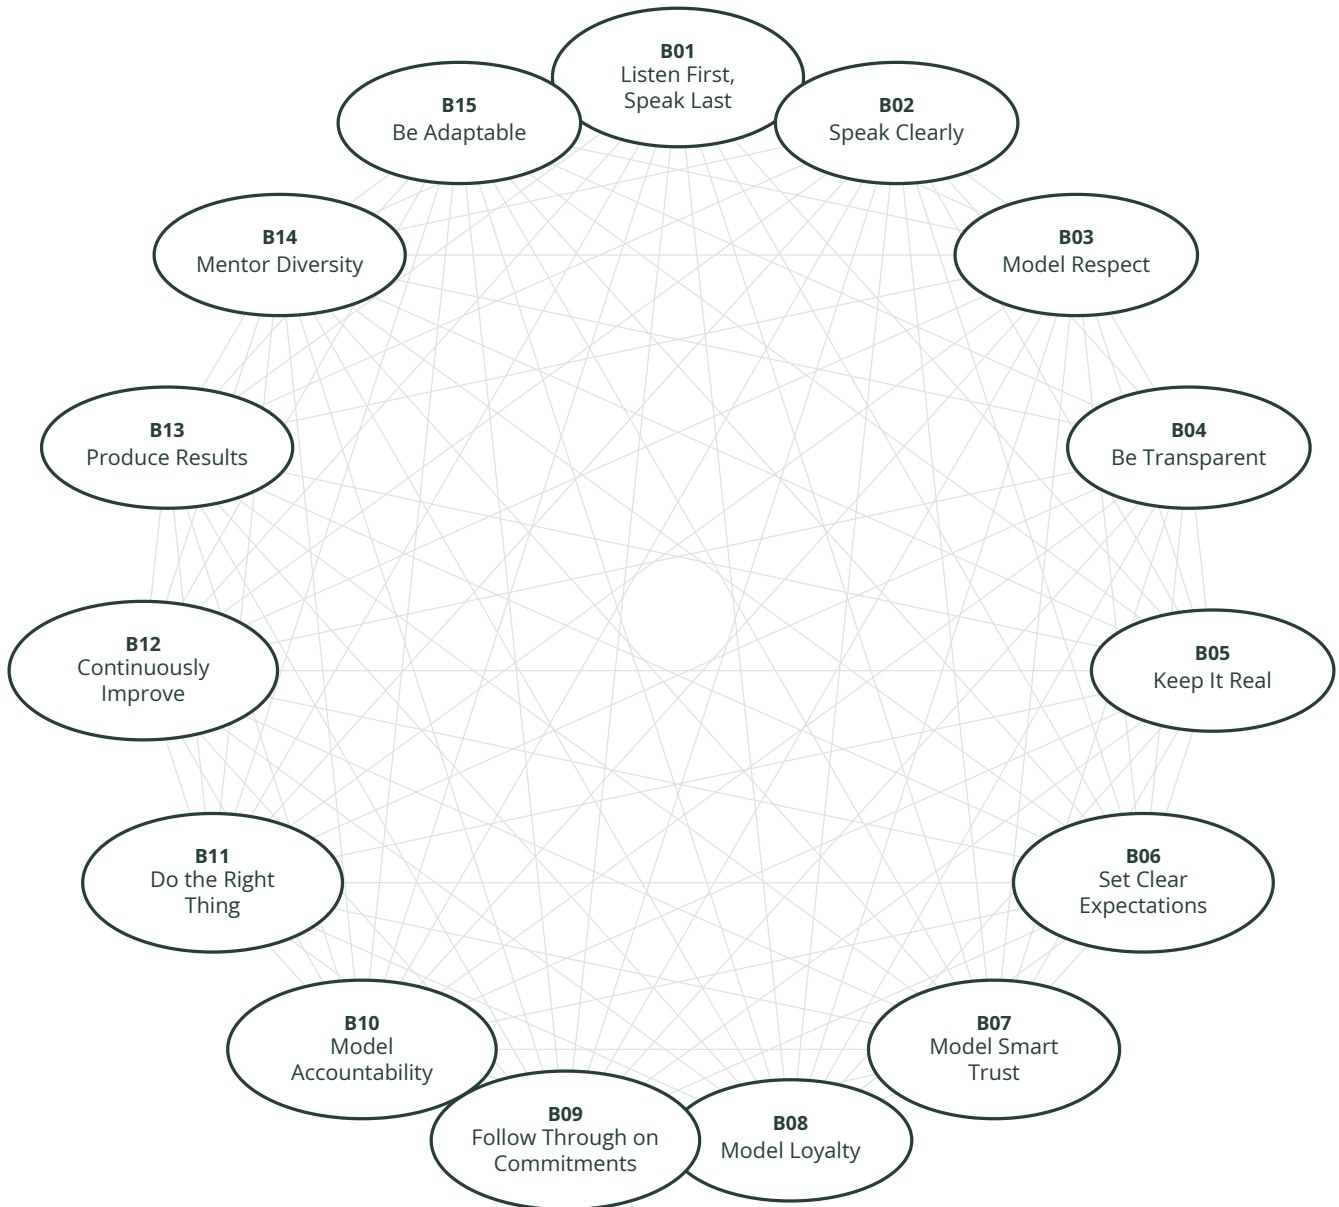 B01
Listen First,
Speak Last
B02
Speak Clearly
B03
Model Respect
B04
Be Transparent
B05
Keep It Real
B06
Set Clear
Expectations
B07
Model Smart
Trust
B08
Model Loyalty
B09
Follow Through on
Commitments
B10
Model
Accountability
B11
Do the Right
Thing
B12
Continuously
Improve
B13
Produce Results
B14
Mentor Diversity
B15
Be Adaptable